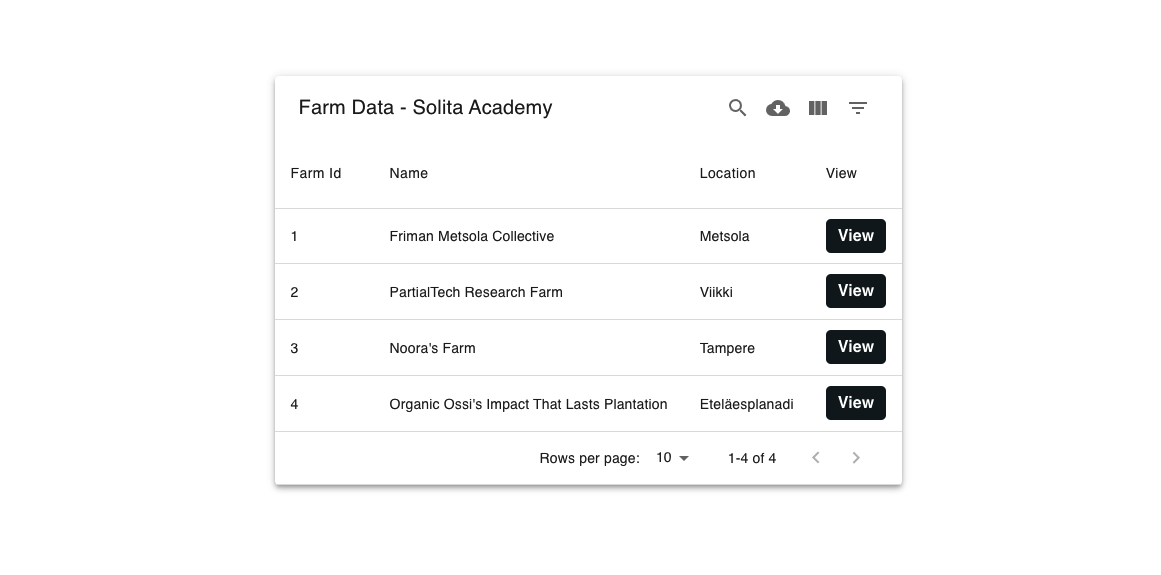 Farm Data - Solita Academy
Farm Id Name Location View
1 Friman Metsola Collective Metsola View
2 PartialTech Research Farm Viikki View
3 Noora's Farm Tampere View
4 Organic Ossi's Impact That Lasts Plantation Eteläesplanadi View
Rows per page: 10 1-4 of 4